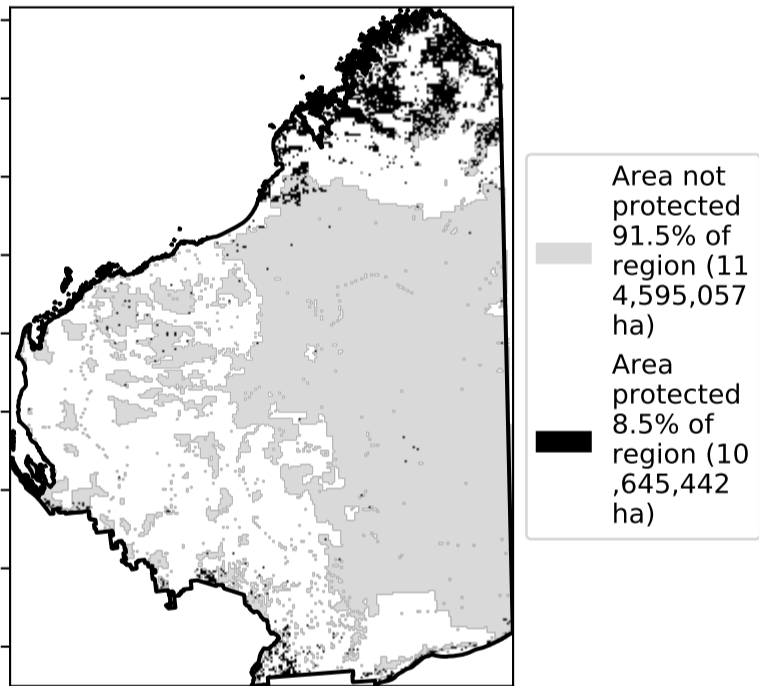 Area not
protected
91.5% of
region (11
4,595,057
ha)
Area
protected
8.5% of
region (10
,645,442
ha)